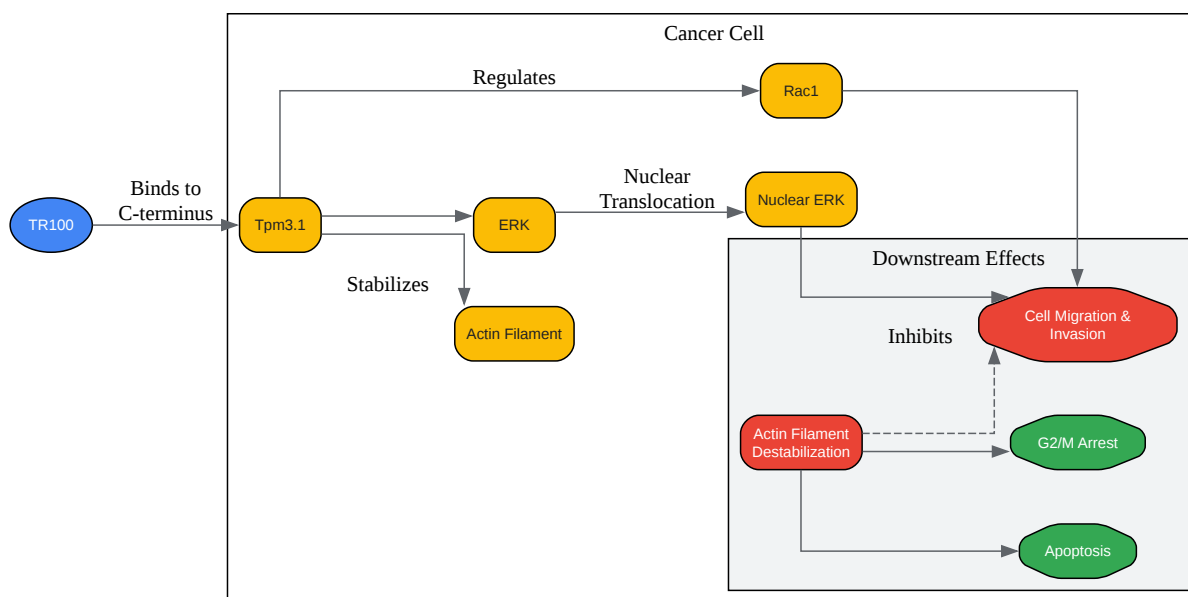 Cancer Cell
Regulates
Rac1
Binds to
C-terminus
Nuclear
Translocation
TR100
Tpm3.1
ERK
Nuclear ERK
Stabilizes
Actin Filament
Downstream Effects
Cell Migration &
Invasion
Inhibits
Actin Filament
Destabilization
G2/M Arrest
Apoptosis